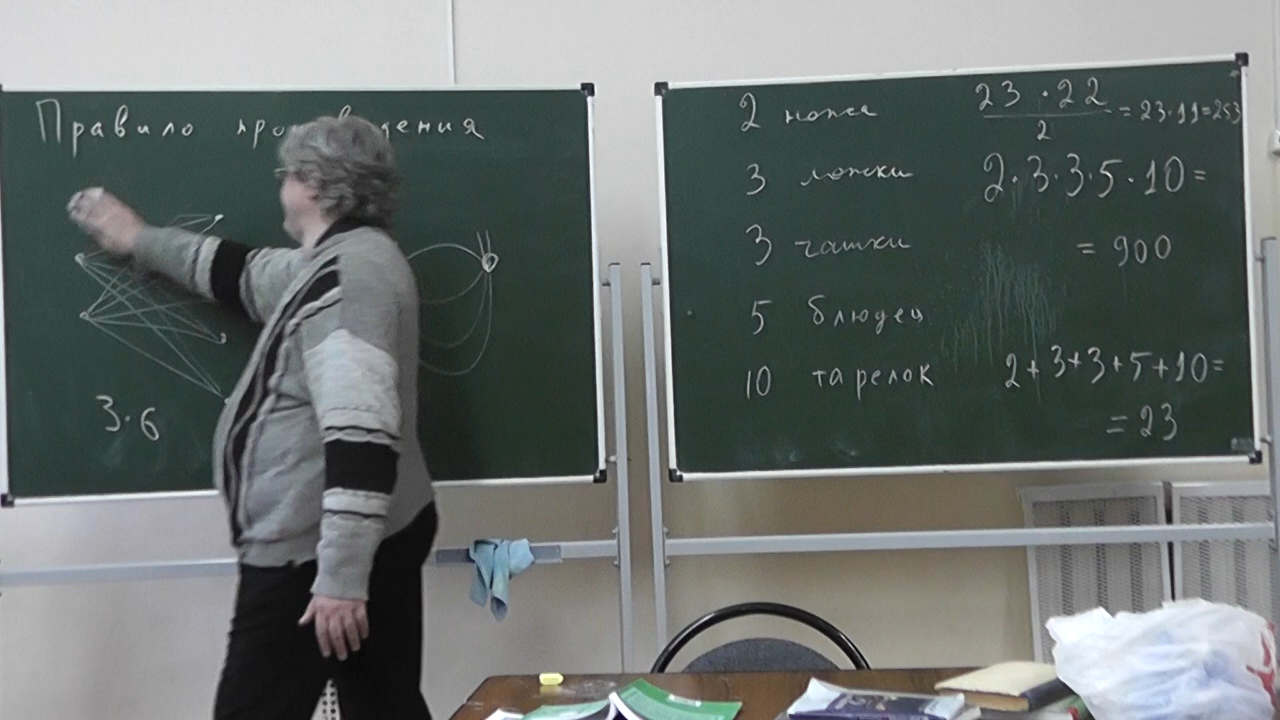 Правило произведения
3·6
2 ножа
23·22/2 = 23·11=253
3 ложки
2·3·3·5·10=
3 чашки
= 900
5 блюдец
10 тарелок
2+3+3+5+10=
= 23